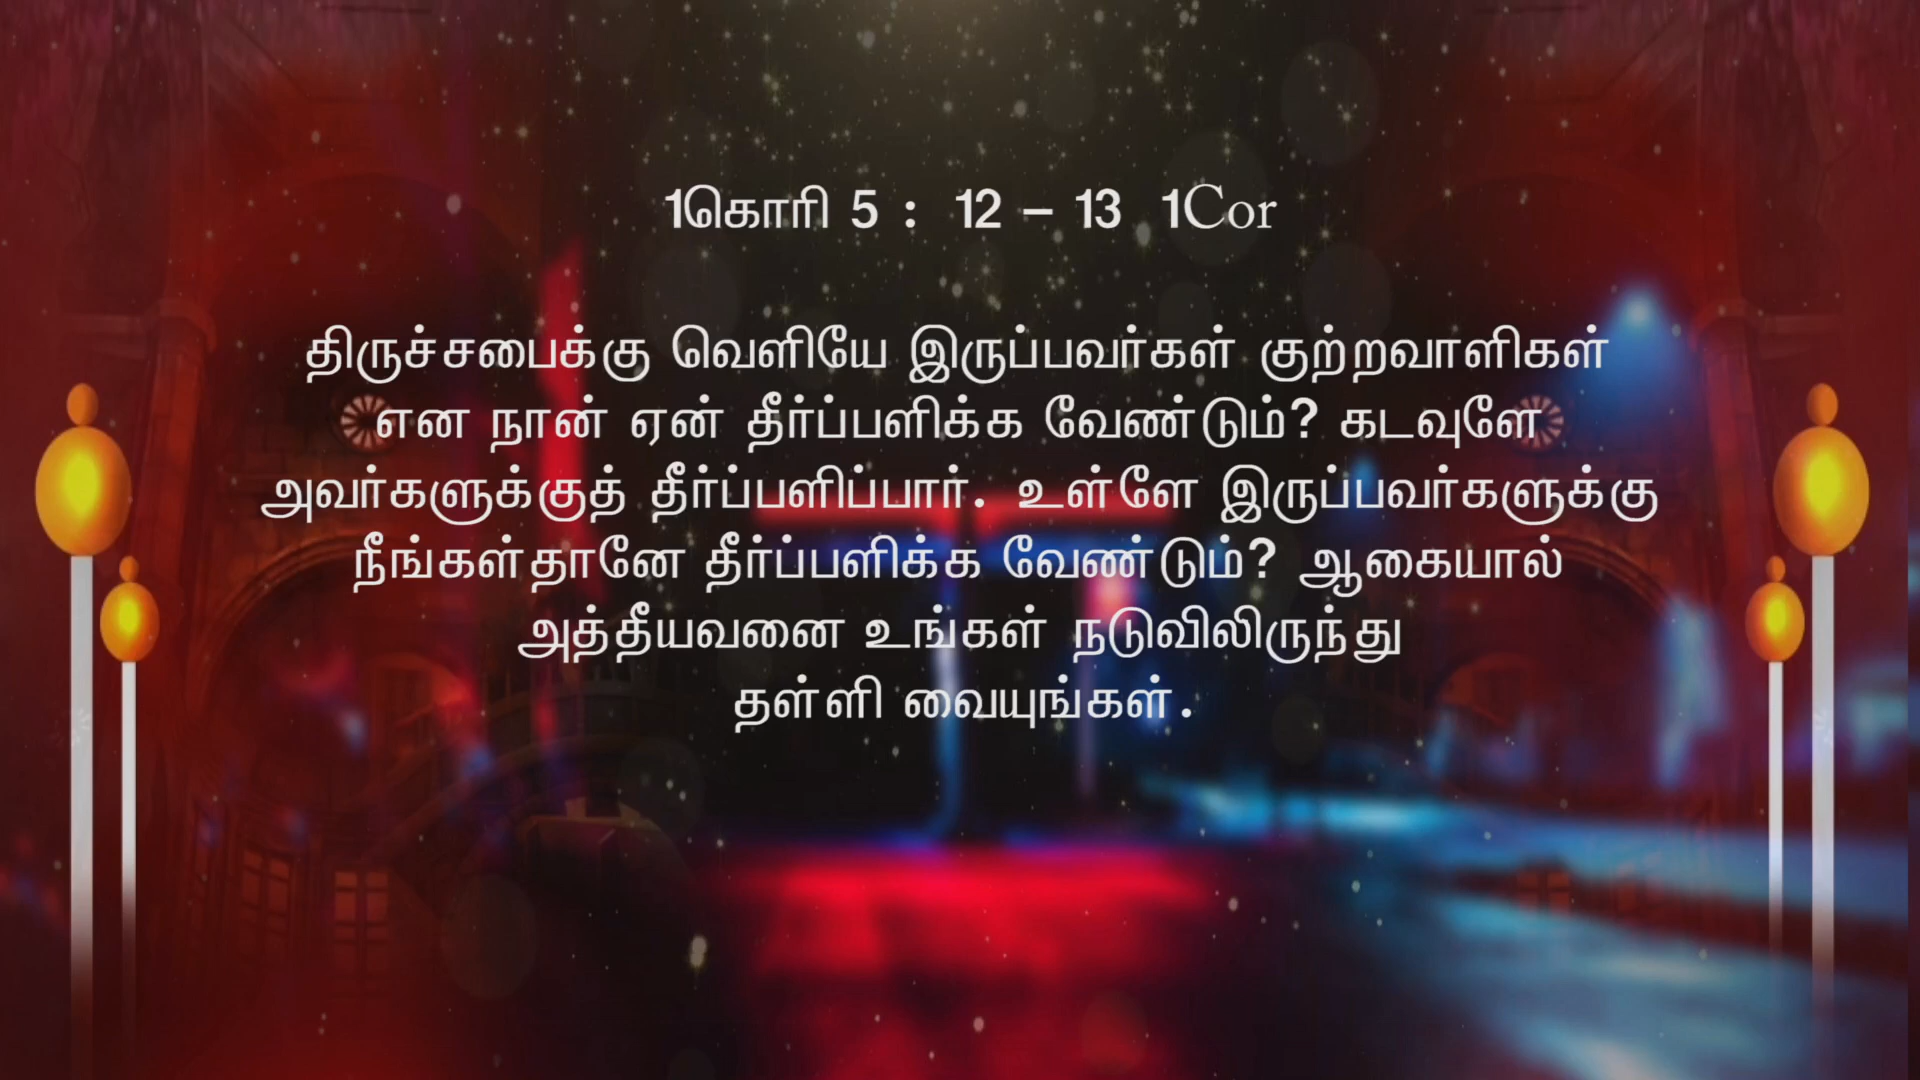 1கொரி 5 : 12 – 13 1Cor
திருச்சபைக்கு வெளியே இருப்பவர்கள் குற்றவாளிகள்
என நான் ஏன் தீர்ப்பளிக்க வேண்டும்? கடவுளே
அவர்களுக்குத் தீர்ப்பளிப்பார். உள்ளே இருப்பவர்களுக்கு
நீங்கள்தானே தீர்ப்பளிக்க வேண்டும்? ஆகையால்
அத்தீயவனை உங்கள் நடுவிலிருந்து
தள்ளி வையுங்கள்.